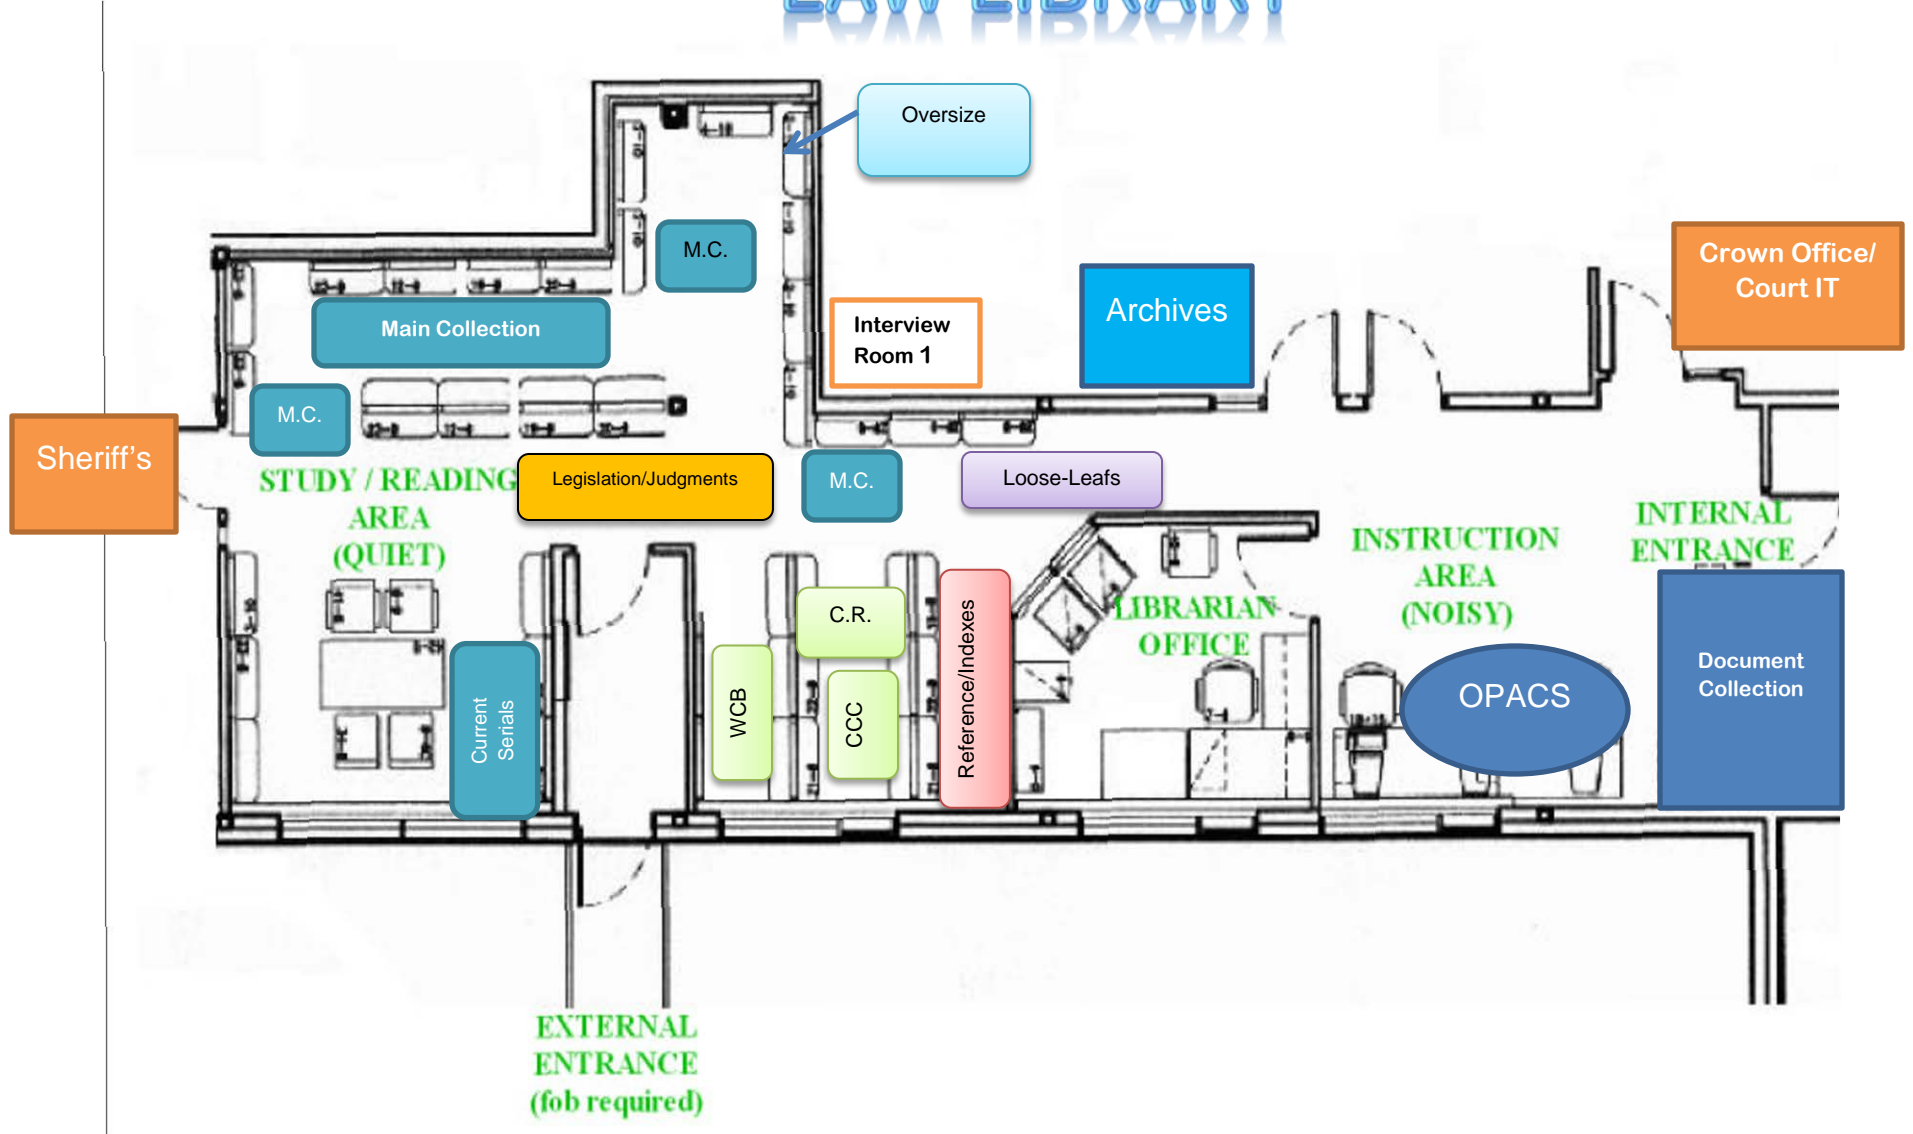 LAW LIBRARY
Oversize
M.C.
Crown Office/
Court IT
Archives
Interview
Room 1
Main Collection
M.C.
Sheriff's
STUDY / READING
AREA
(QUIET)
Legislation/Judgments
M.C.
Loose-Leafs
INTERNAL
ENTRANCE
INSTRUCTION
AREA
(NOISY)
LIBRARIAN
OFFICE
C.R.
Reference/Indexes
WCB
CCC
Current
Serials
OPACS
Document
Collection
EXTERNAL
ENTRANCE
(fob required)